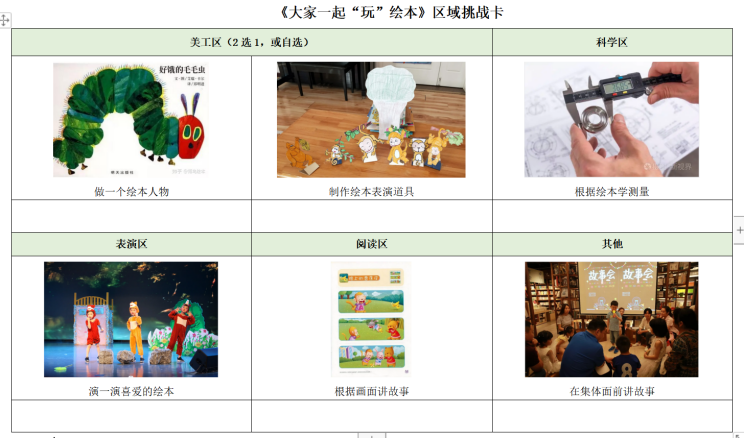 《大家一起“玩”绘本》区域挑战卡
美工区（2 选 1，或自选）
科学区
好饿的毛毛虫
做一个绘本人物
制作绘本表演道具
根据绘本学测量
表演区
阅读区
其他
故事会 故事会
演一演喜爱的绘本
根据画面讲故事
在集体面前讲故事